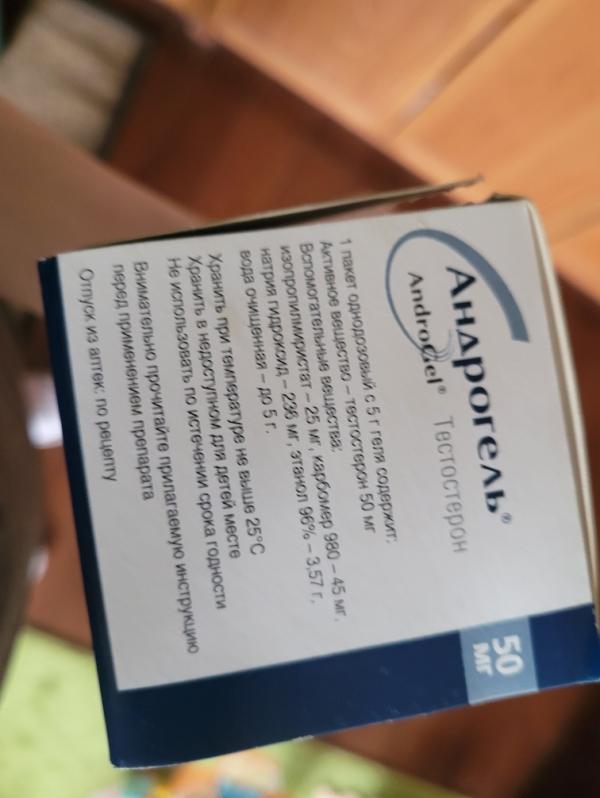 Андрогель®
AndroGel® Тестостерон
50
мг
1 пакет однодозовый с 5 г геля содержит:
Активное вещество – тестостерон 50 мг
Вспомогательные вещества:
изопропилмиристат – 25 мг, карбомер 980 – 45 мг,
натрия гидроксид – 236 мг, этанол 96% – 3,57 г,
вода очищенная – до 5 г.
Хранить при температуре не выше 25°С
Хранить в недоступном для детей месте
Не использовать по истечении срока годности
Внимательно прочитайте прилагаемую инструкцию
перед применением препарата
Отпуск из аптек: по рецепту